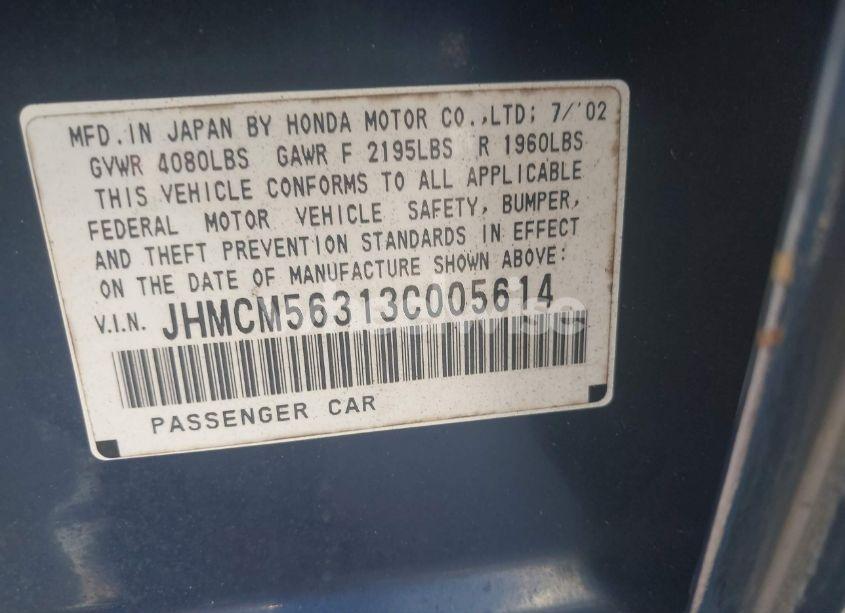 MFD. IN JAPAN BY HONDA MOTOR CO.,LTD; 7/'02
GVWR 4080LBS GAWR F 2195LBS R 1960LBS
THIS VEHICLE CONFORMS TO ALL APPLICABLE
FEDERAL MOTOR VEHICLE SAFETY, BUMPER,
AND THEFT PREVENTION STANDARDS IN EFFECT
ON THE DATE OF MANUFACTURE SHOWN ABOVE:
V.I.N. JHMCM56313C005614
PASSENGER CAR